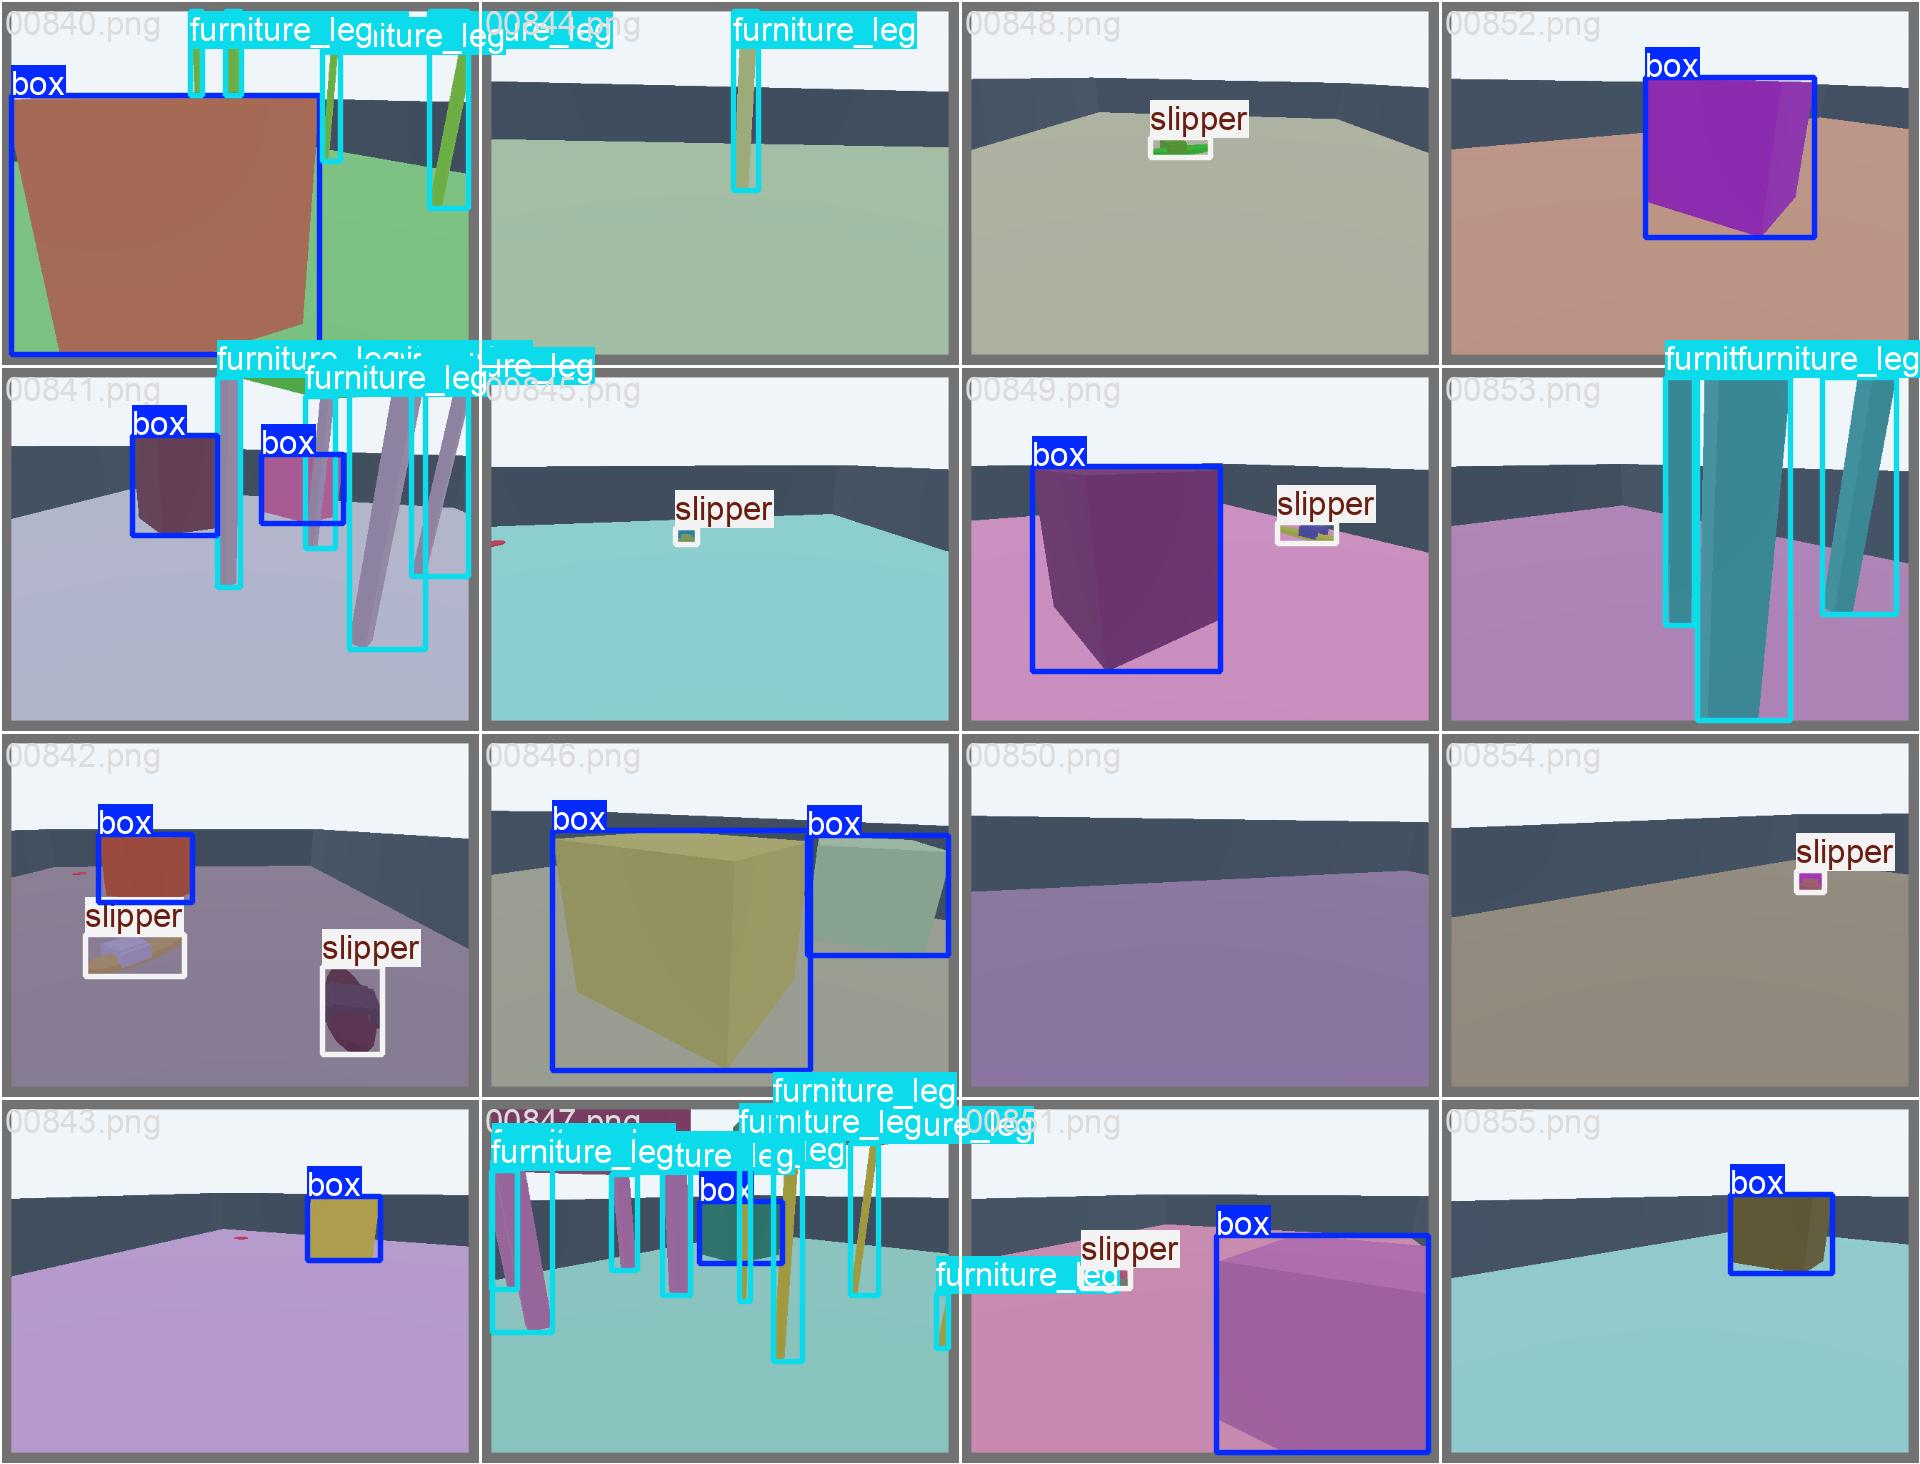 00840.png
furniture_leg
box
00844.png
furniture_leg
00848.png
slipper
00852.png
box
00841.png
furniture_leg
furniture_leg
box
box
00845.png
slipper
00849.png
box
slipper
00853.png
furniture_leg
00842.png
box
slipper
slipper
00846.png
box
box
00850.png
00854.png
slipper
00843.png
box
00847.png
furniture_leg
furniture_leg
furniture_leg
box
furniture_leg
00851.png
slipper
box
00855.png
box